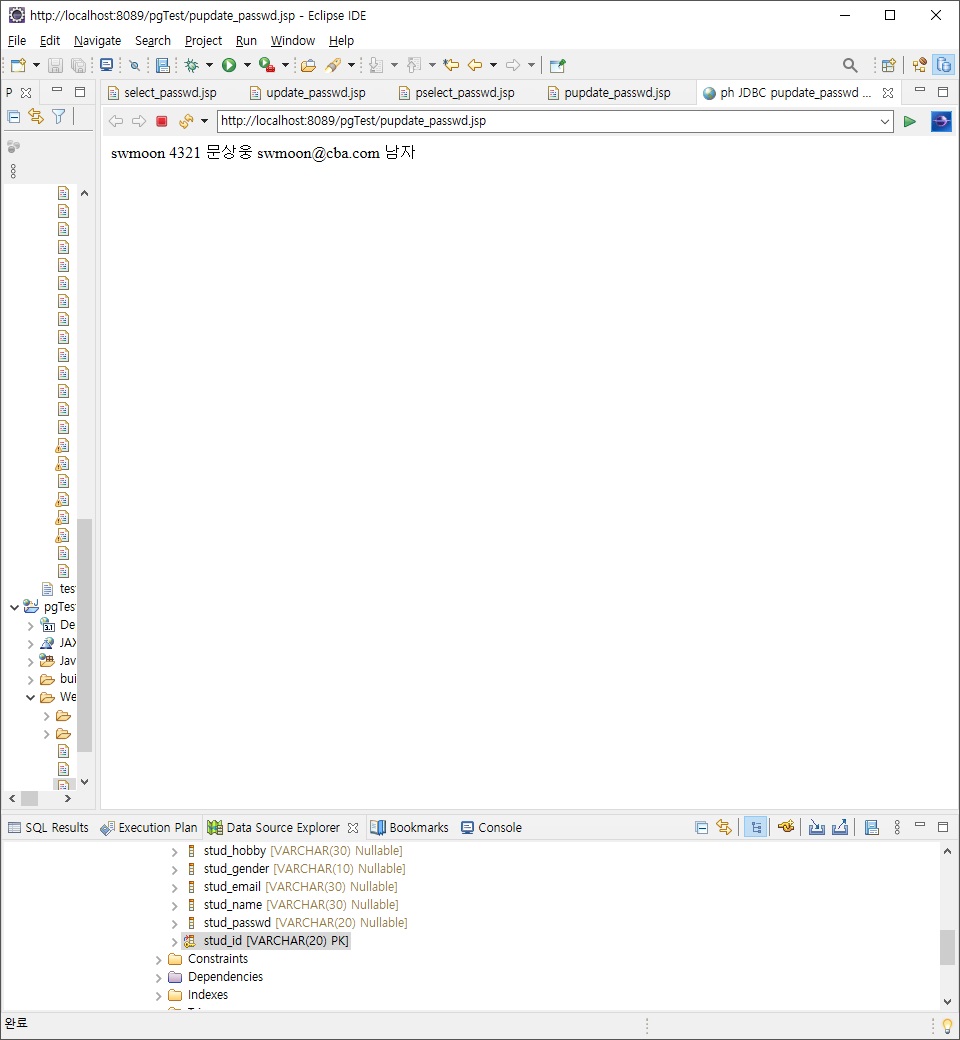 http://localhost:8089/pgTest/pupdate_passwd.jsp - Eclipse IDE
File Edit Navigate Search Project Run Window Help
P select_passwd.jsp update_passwd.jsp pselect_passwd.jsp pupdate_passwd.jsp ph JDBC pupdate_passwd ...
http://localhost:8089/pgTest/pupdate_passwd.jsp
swmoon 4321 문상웅 swmoon@cba.com 남자
tes
pgTes
3.1 De
JAX
Jav
bui
We
SQL Results Execution Plan Data Source Explorer Bookmarks Console
stud_hobby [VARCHAR(30) Nullable]
stud_gender [VARCHAR(10) Nullable]
stud_email [VARCHAR(30) Nullable]
stud_name [VARCHAR(30) Nullable]
stud_passwd [VARCHAR(20) Nullable]
stud_id [VARCHAR(20) PK]
Constraints
Dependencies
Indexes
완료